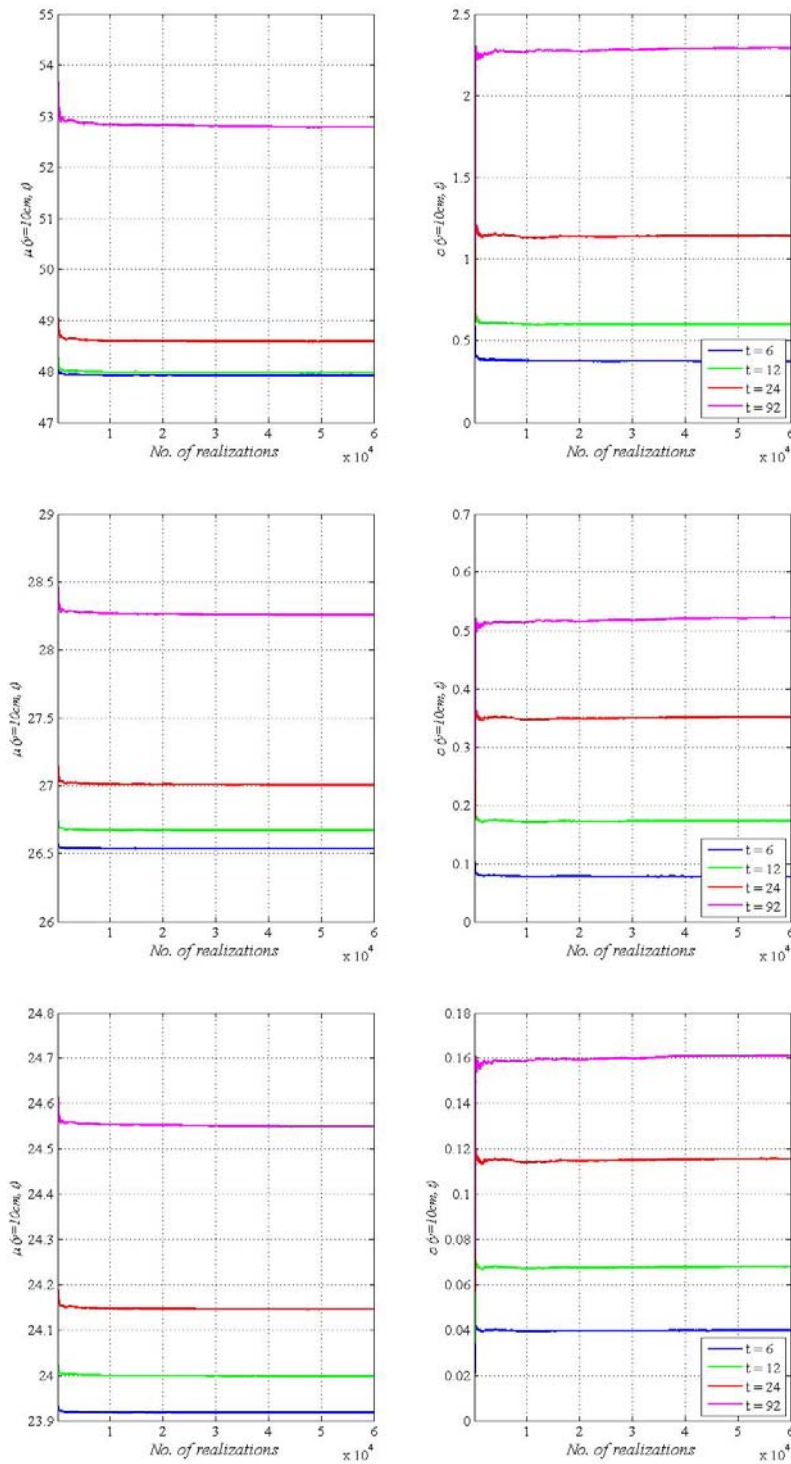 55
54
53
52
51
50
49
48
47
μ (y=10cm, t)
1 2 3 4 5 6
No. of realizations
x 10^4
2.5
2
1.5
1
0.5
0
σ (y=10cm, t)
t = 6
t = 12
t = 24
t = 92
1 2 3 4 5 6
No. of realizations
x 10^4
29
28.5
28
27.5
27
26.5
26
μ (y=10cm, t)
1 2 3 4 5 6
No. of realizations
x 10^4
0.7
0.6
0.5
0.4
0.3
0.2
0.1
0
σ (y=10cm, t)
t = 6
t = 12
t = 24
t = 92
1 2 3 4 5 6
No. of realizations
x 10^4
24.8
24.7
24.6
24.5
24.4
24.3
24.2
24.1
24
23.9
μ (y=10cm, t)
1 2 3 4 5 6
No. of realizations
x 10^4
0.18
0.16
0.14
0.12
0.1
0.08
0.06
0.04
0.02
0
σ (y=10cm, t)
t = 6
t = 12
t = 24
t = 92
1 2 3 4 5 6
No. of realizations
x 10^4